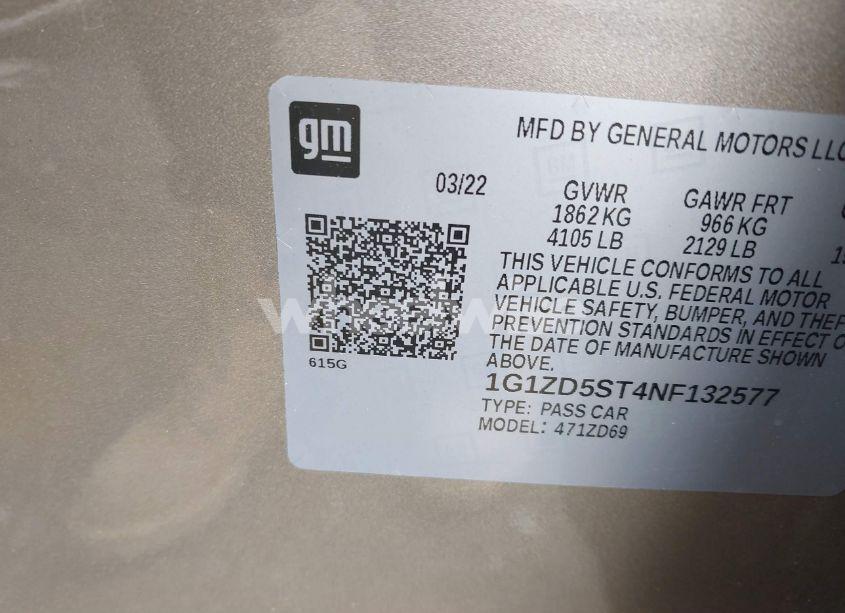 gm
MFD BY GENERAL MOTORS LLC
03/22
GVWR
1862 KG
4105 LB
GAWR FRT
966 KG
2129 LB
THIS VEHICLE CONFORMS TO ALL
APPLICABLE U.S. FEDERAL MOTOR
VEHICLE SAFETY, BUMPER, AND THEF
PREVENTION STANDARDS IN EFFECT O
THE DATE OF MANUFACTURE SHOWN
ABOVE.
615G
1G1ZD5ST4NF132577
TYPE: PASS CAR
MODEL: 471ZD69